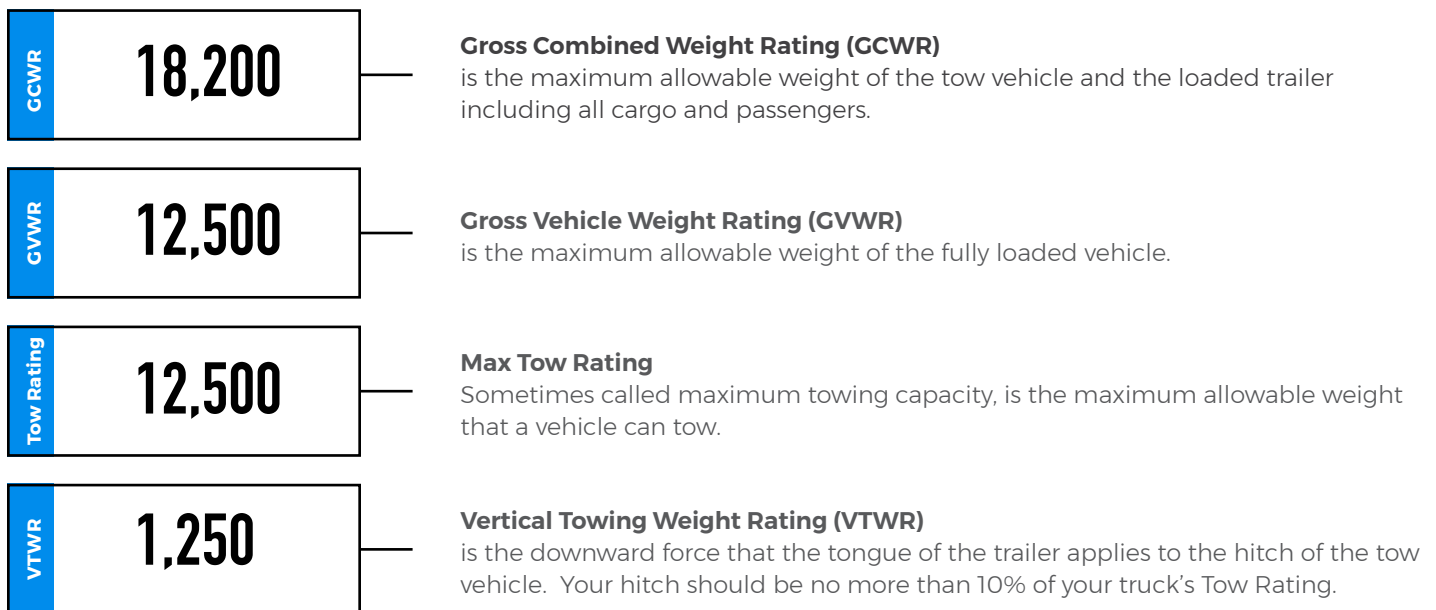 GCWR
18,200
Gross Combined Weight Rating (GCWR)
is the maximum allowable weight of the tow vehicle and the loaded trailer
including all cargo and passengers.
GVWR
12,500
Gross Vehicle Weight Rating (GVWR)
is the maximum allowable weight of the fully loaded vehicle.
Tow Rating
12,500
Max Tow Rating
Sometimes called maximum towing capacity, is the maximum allowable weight
that a vehicle can tow.
VTWR
1,250
Vertical Towing Weight Rating (VTWR)
is the downward force that the tongue of the trailer applies to the hitch of the tow
vehicle.  Your hitch should be no more than 10% of your truck’s Tow Rating.